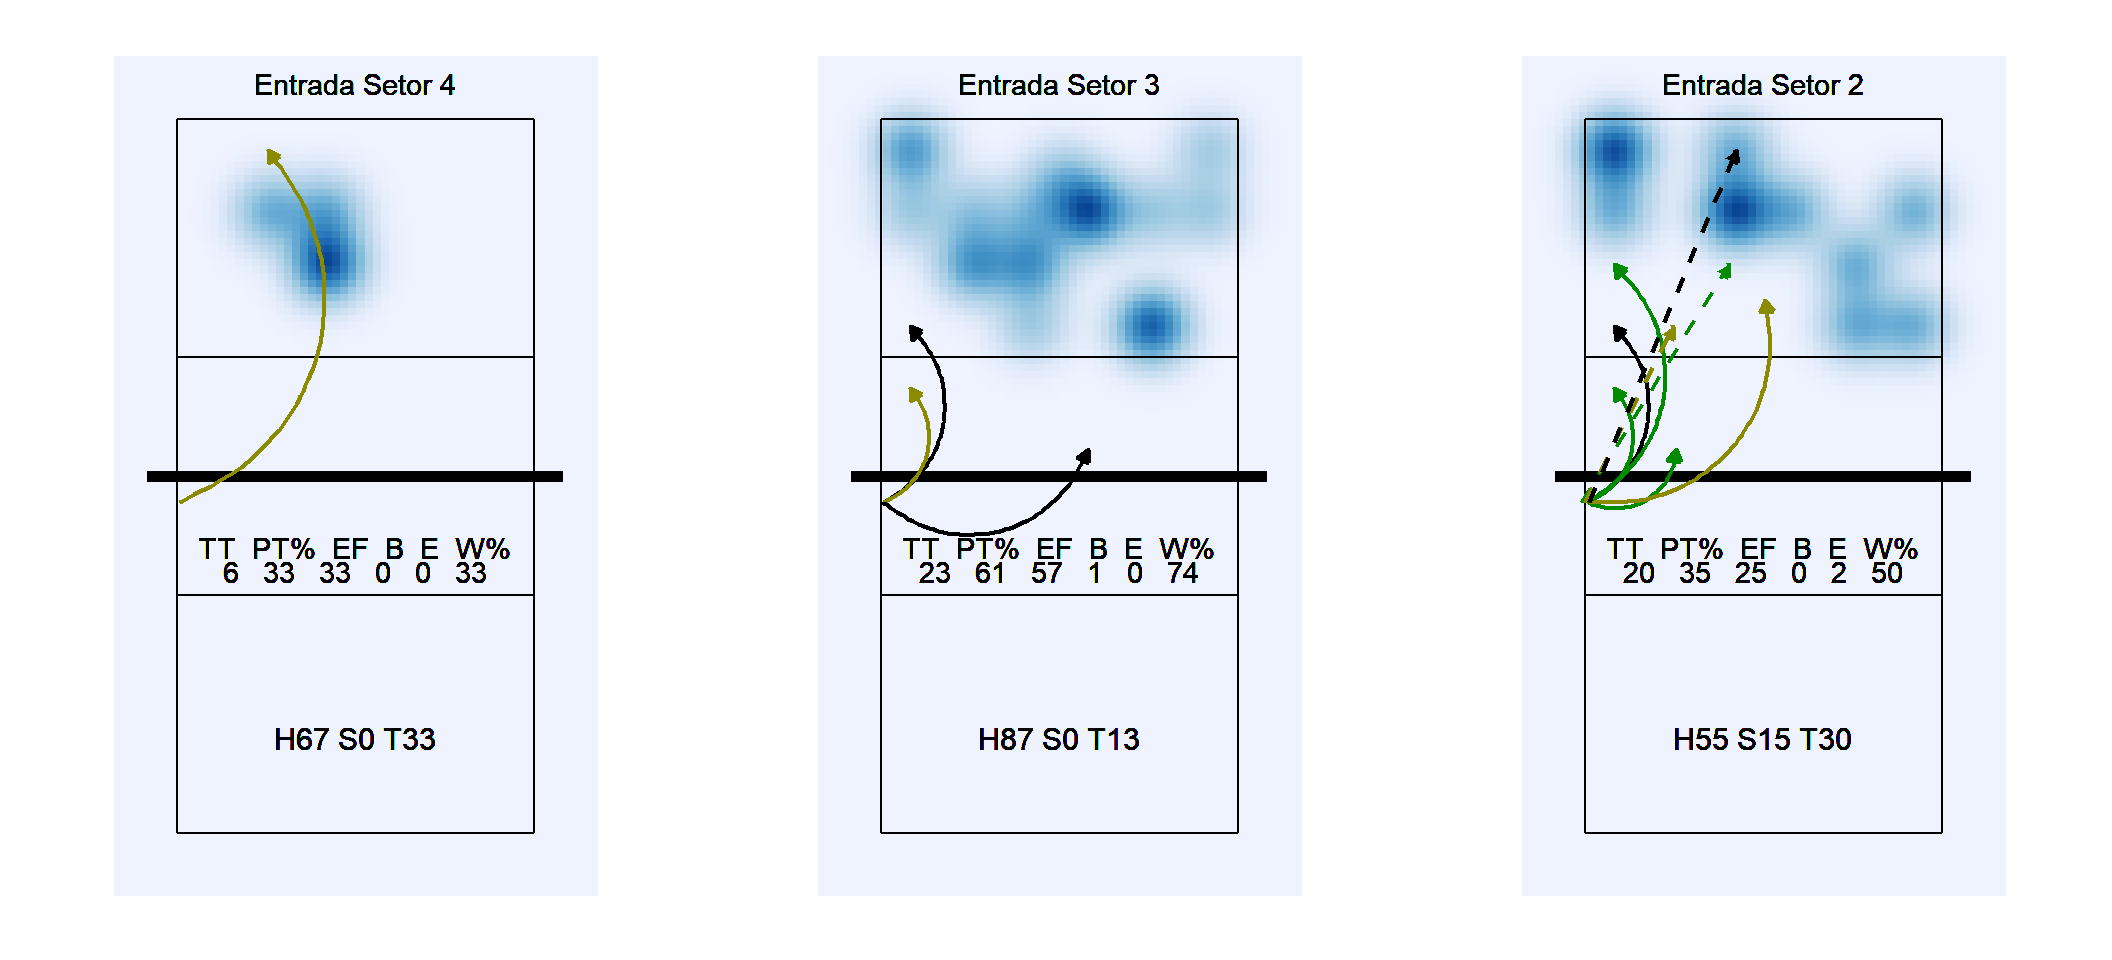 Entrada Setor 4
TT PT% EF B E W%
6 33 33 0 0 33
H67 S0 T33
Entrada Setor 3
TT PT% EF B E W%
23 61 57 1 0 74
H87 S0 T13
Entrada Setor 2
TT PT% EF B E W%
20 35 25 0 2 50
H55 S15 T30